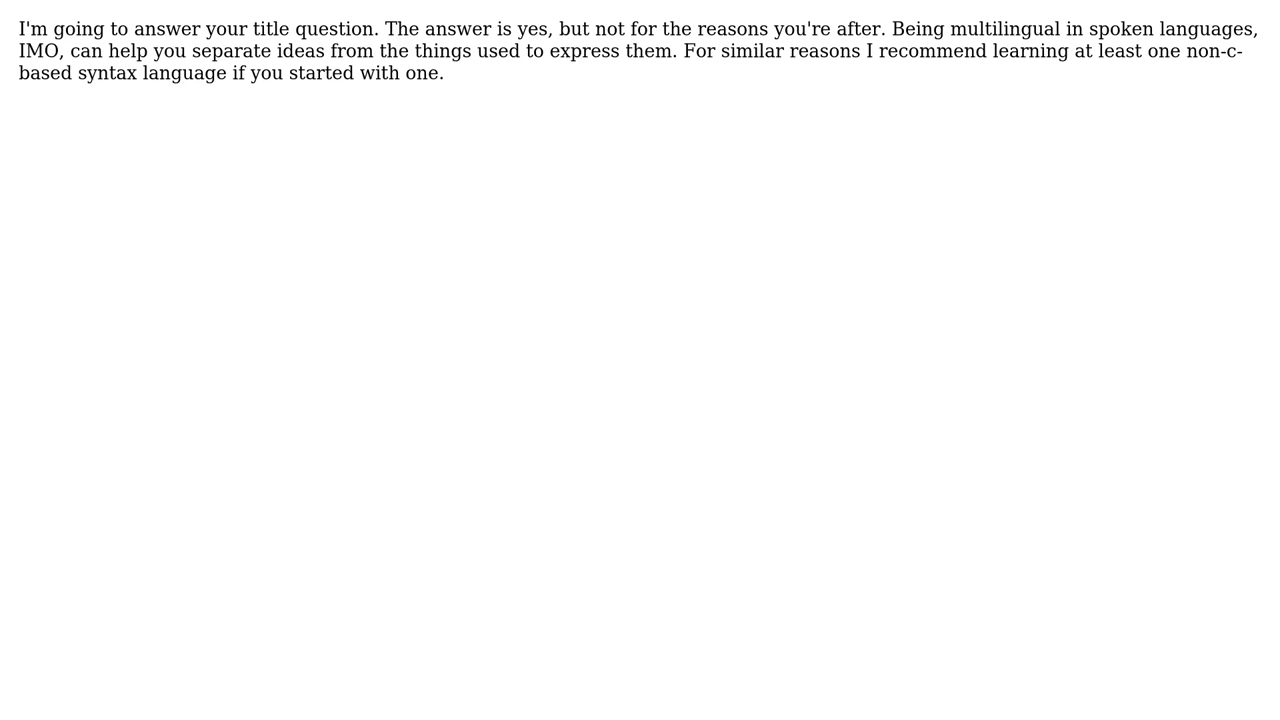 I'm going to answer your title question. The answer is yes, but not for the reasons you're after. Being multilingual in spoken languages,
IMO, can help you separate ideas from the things used to express them. For similar reasons I recommend learning at least one non-c-
based syntax language if you started with one.